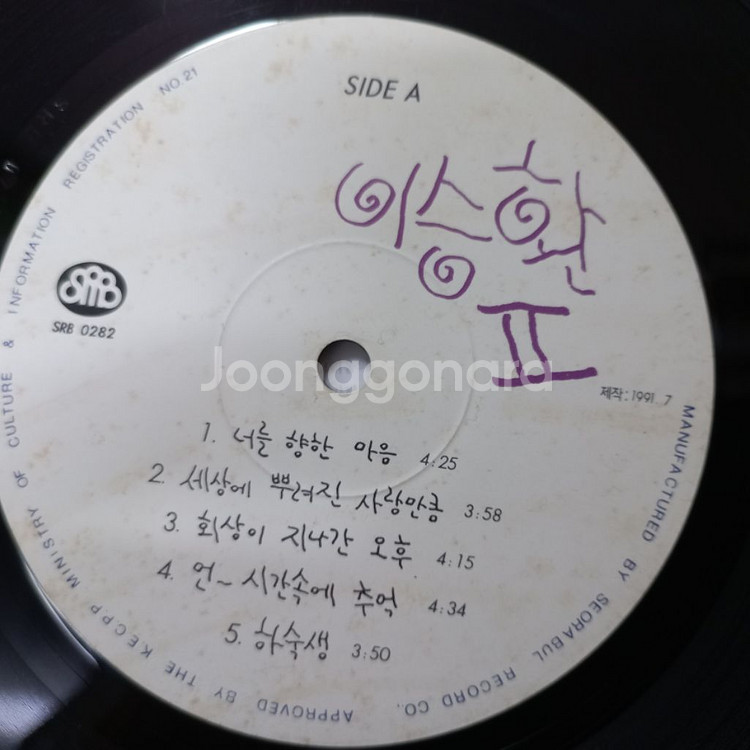 SIDE A
이승환
II
SRB
SRB 0282
제작:1991. 7
1. 너를 향한 마음 4:25
2. 세상에 뿌려진 사랑만큼 3:58
3. 회상이 지나간 오후 4:15
4. 언~ 시간속에 추억 4:34
5. 하숙생 3:50
MANUFACTURED BY SEORABUL RECORD CO. APPROVED BY THE K.E.C.P.P MINISTRY OF CULTURE & INFORMATION REGISTRATION NO.21
Joonggonara